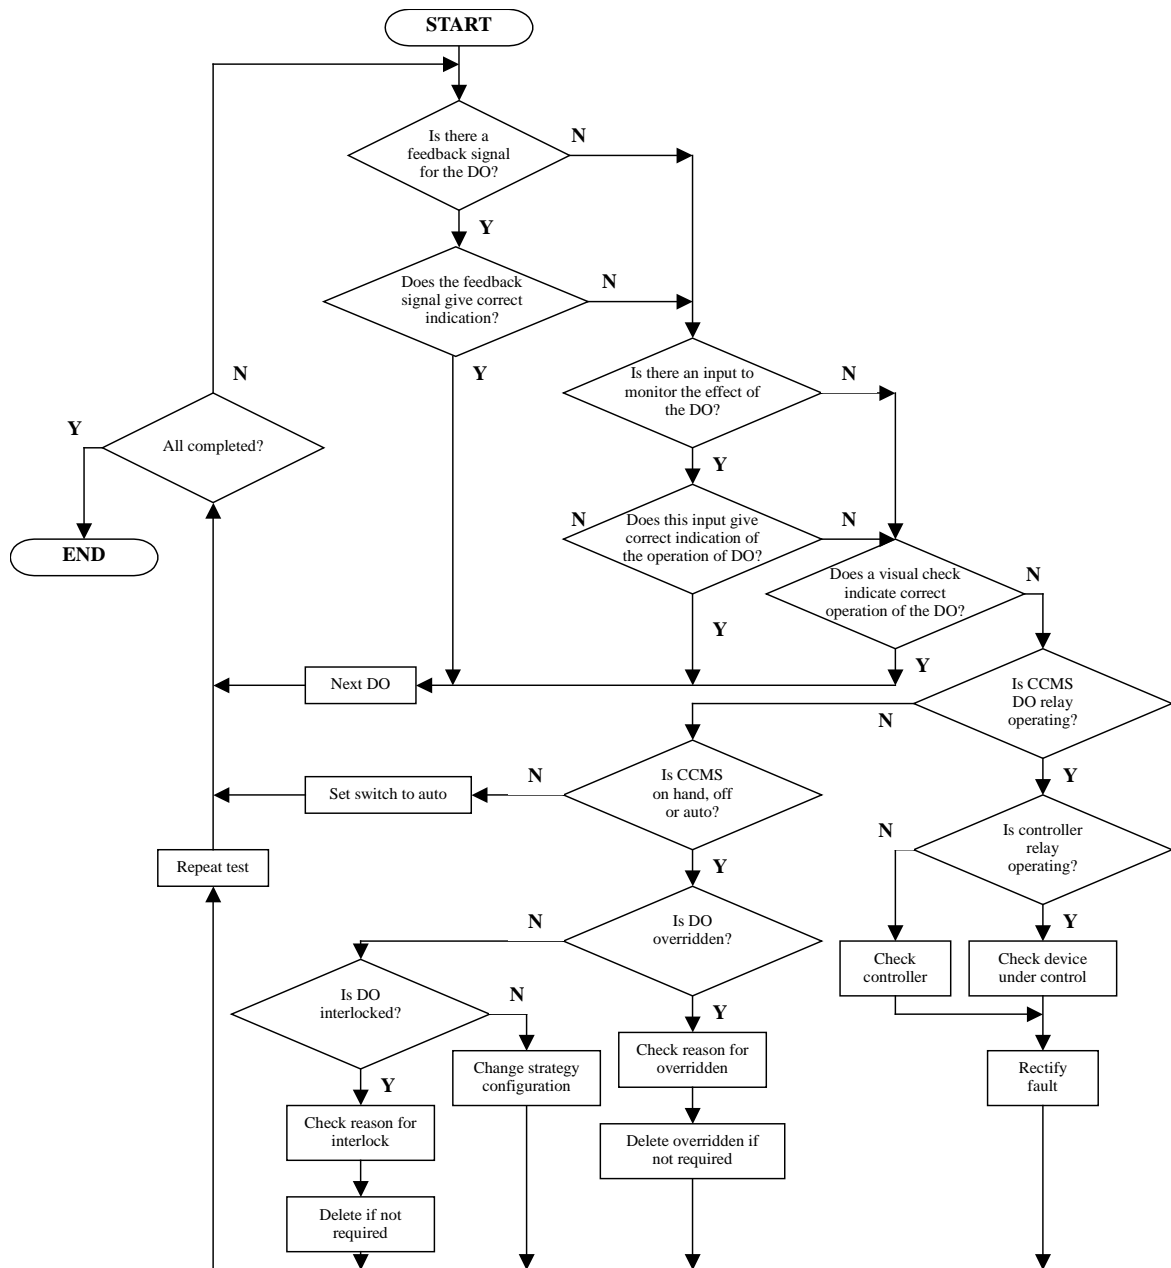 START
Is there a
feedback signal
for the DO?
N
Y
Does the feedback
signal give correct
indication?
N
Y
Is there an input to
monitor the effect of
the DO?
N
Y
N
All completed?
Y
END
N
Does this input give
correct indication of
the operation of DO?
N
Y
Does a visual check
indicate correct
operation of the DO?
N
Y
Next DO
Is CCMS
DO relay
operating?
N
Y
Is CCMS
on hand, off
or auto?
N
Y
Set switch to auto
Is controller
relay
operating?
N
Y
Repeat test
Is DO
overridden?
N
Y
Check
controller
Check device
under control
Is DO
interlocked?
N
Y
Change strategy
configuration
Check reason for
overridden
Rectify
fault
Check reason for
interlock
Delete overridden if
not required
Delete if not
required